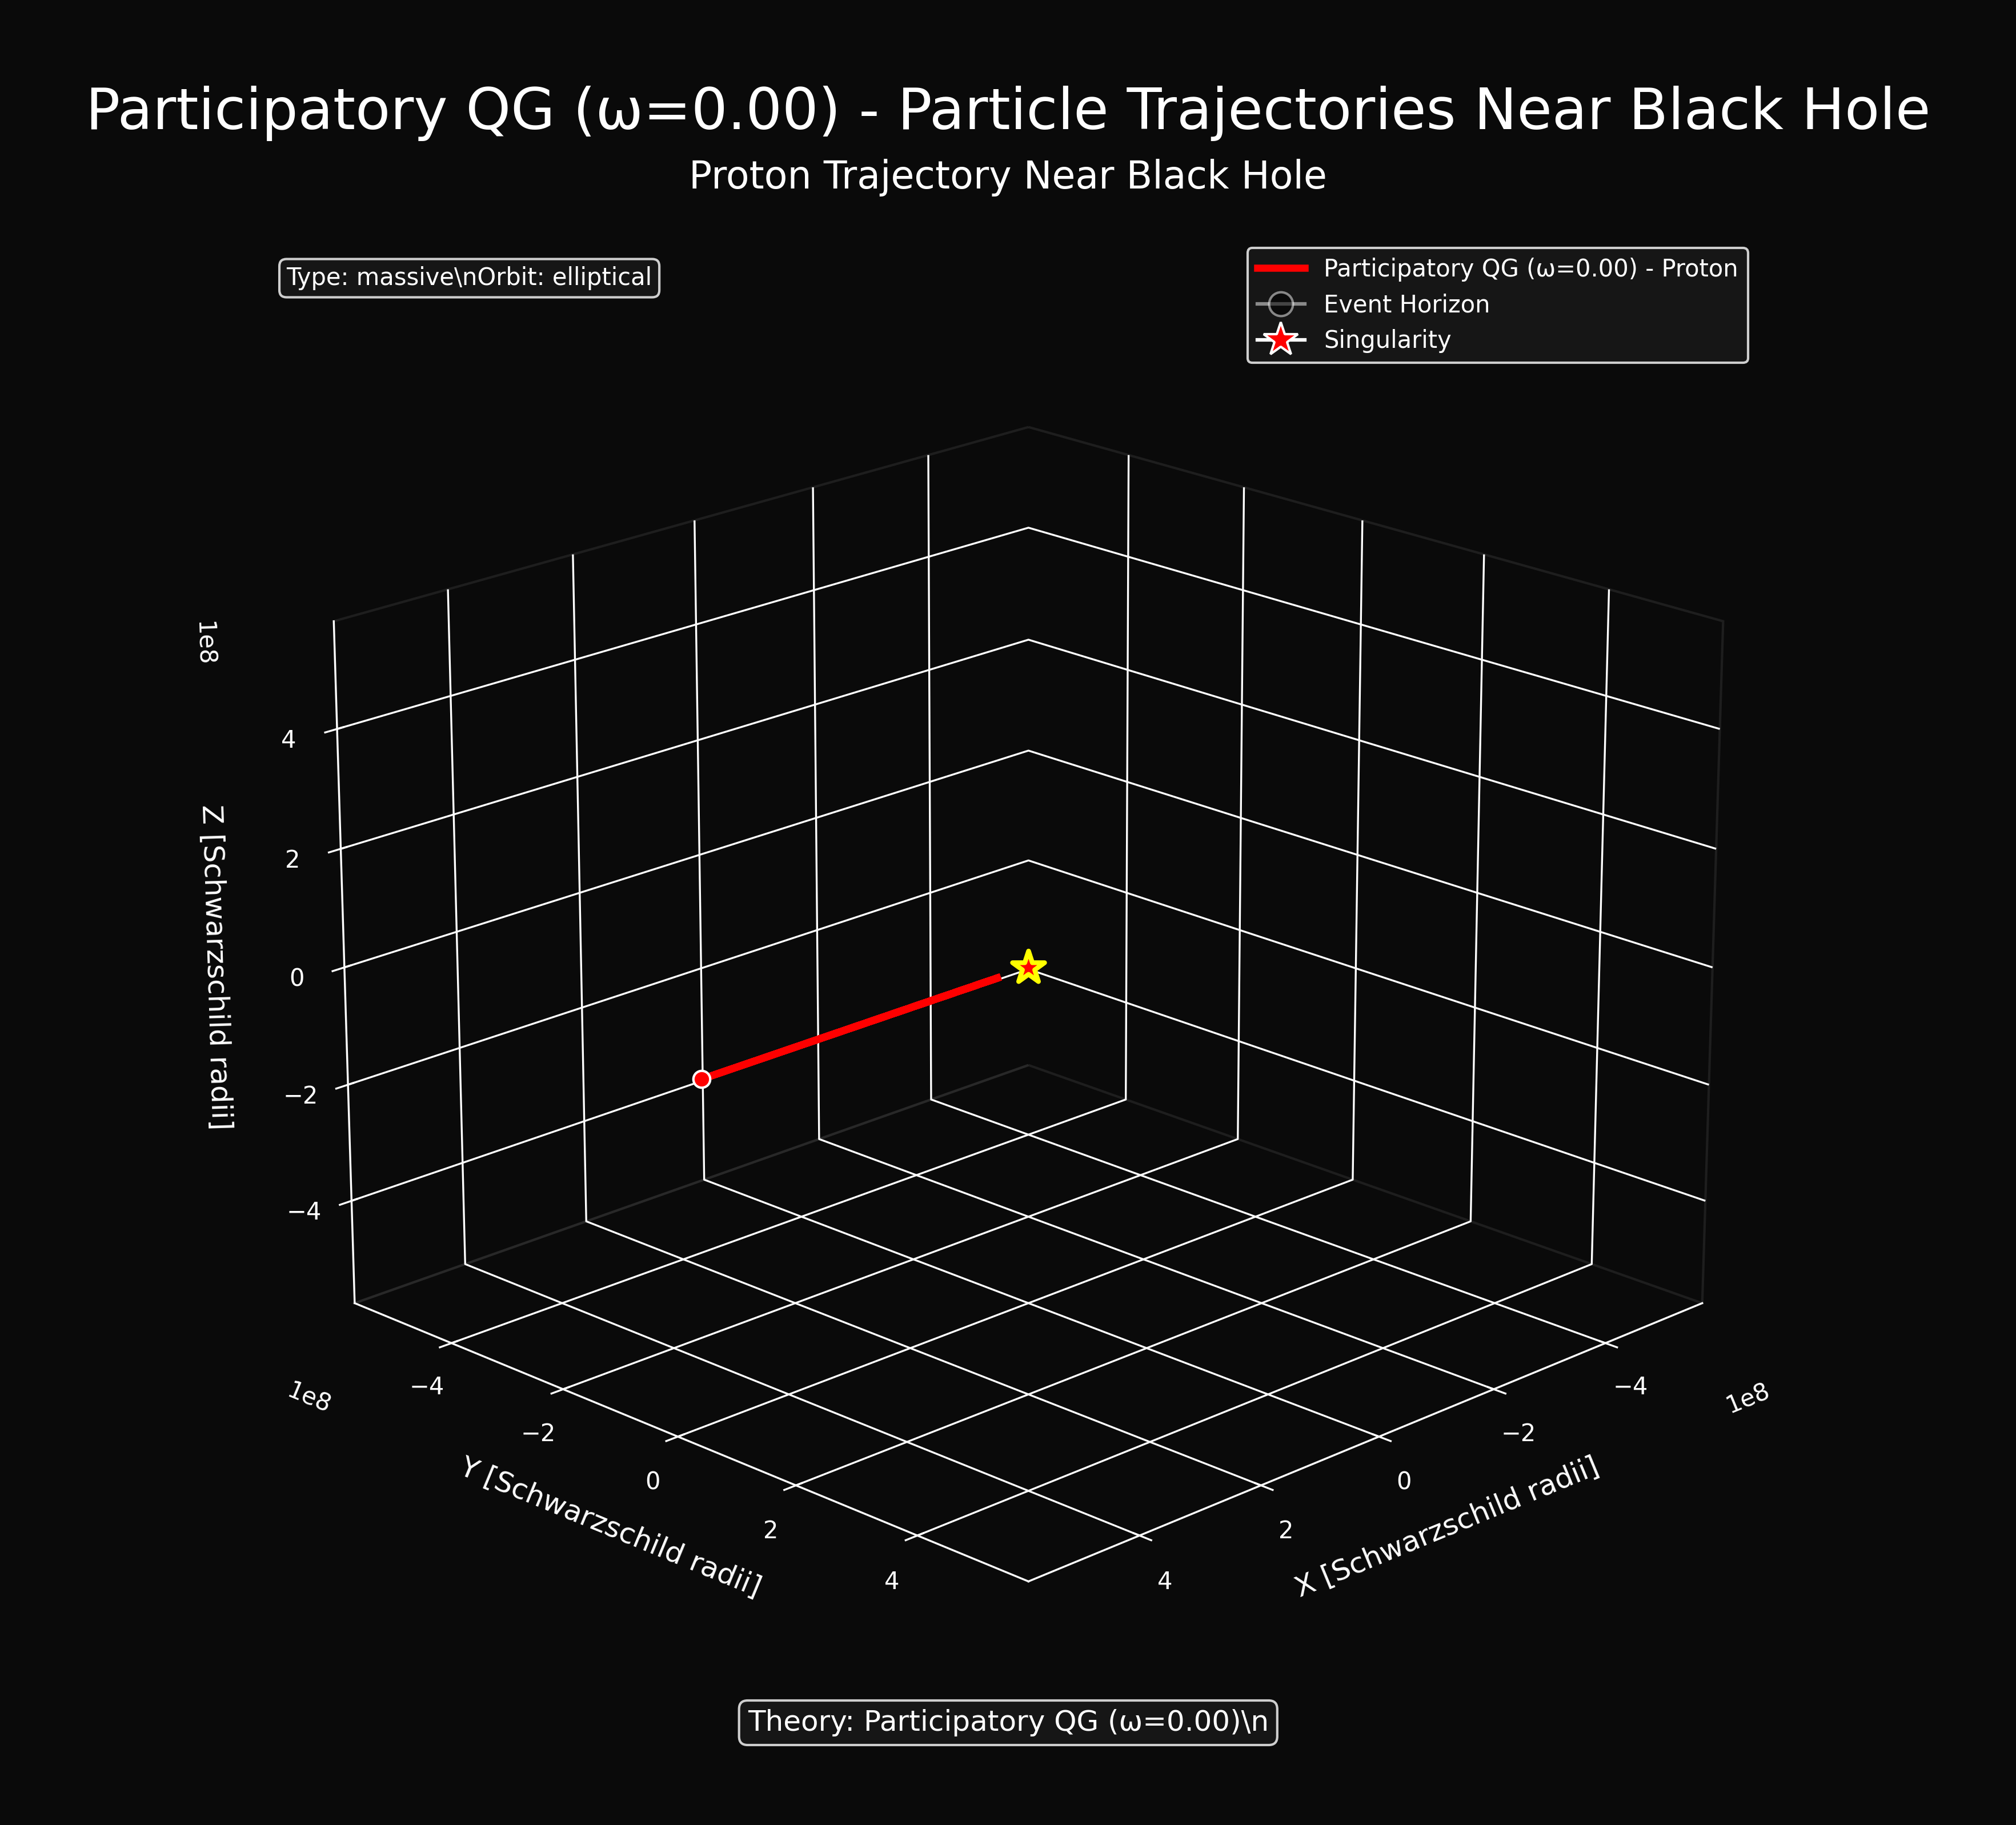 Participatory QG (ω=0.00) - Particle Trajectories Near Black Hole
Proton Trajectory Near Black Hole
Type: massive\nOrbit: elliptical
Participatory QG (ω=0.00) - Proton
Event Horizon
Singularity
1e8
4
2
0
−2
−4
Z [Schwarzschild radii]
1e8
−4
−2
0
2
4
Y [Schwarzschild radii]
4
2
0
−2
−4
1e8
X [Schwarzschild radii]
Theory: Participatory QG (ω=0.00)\n